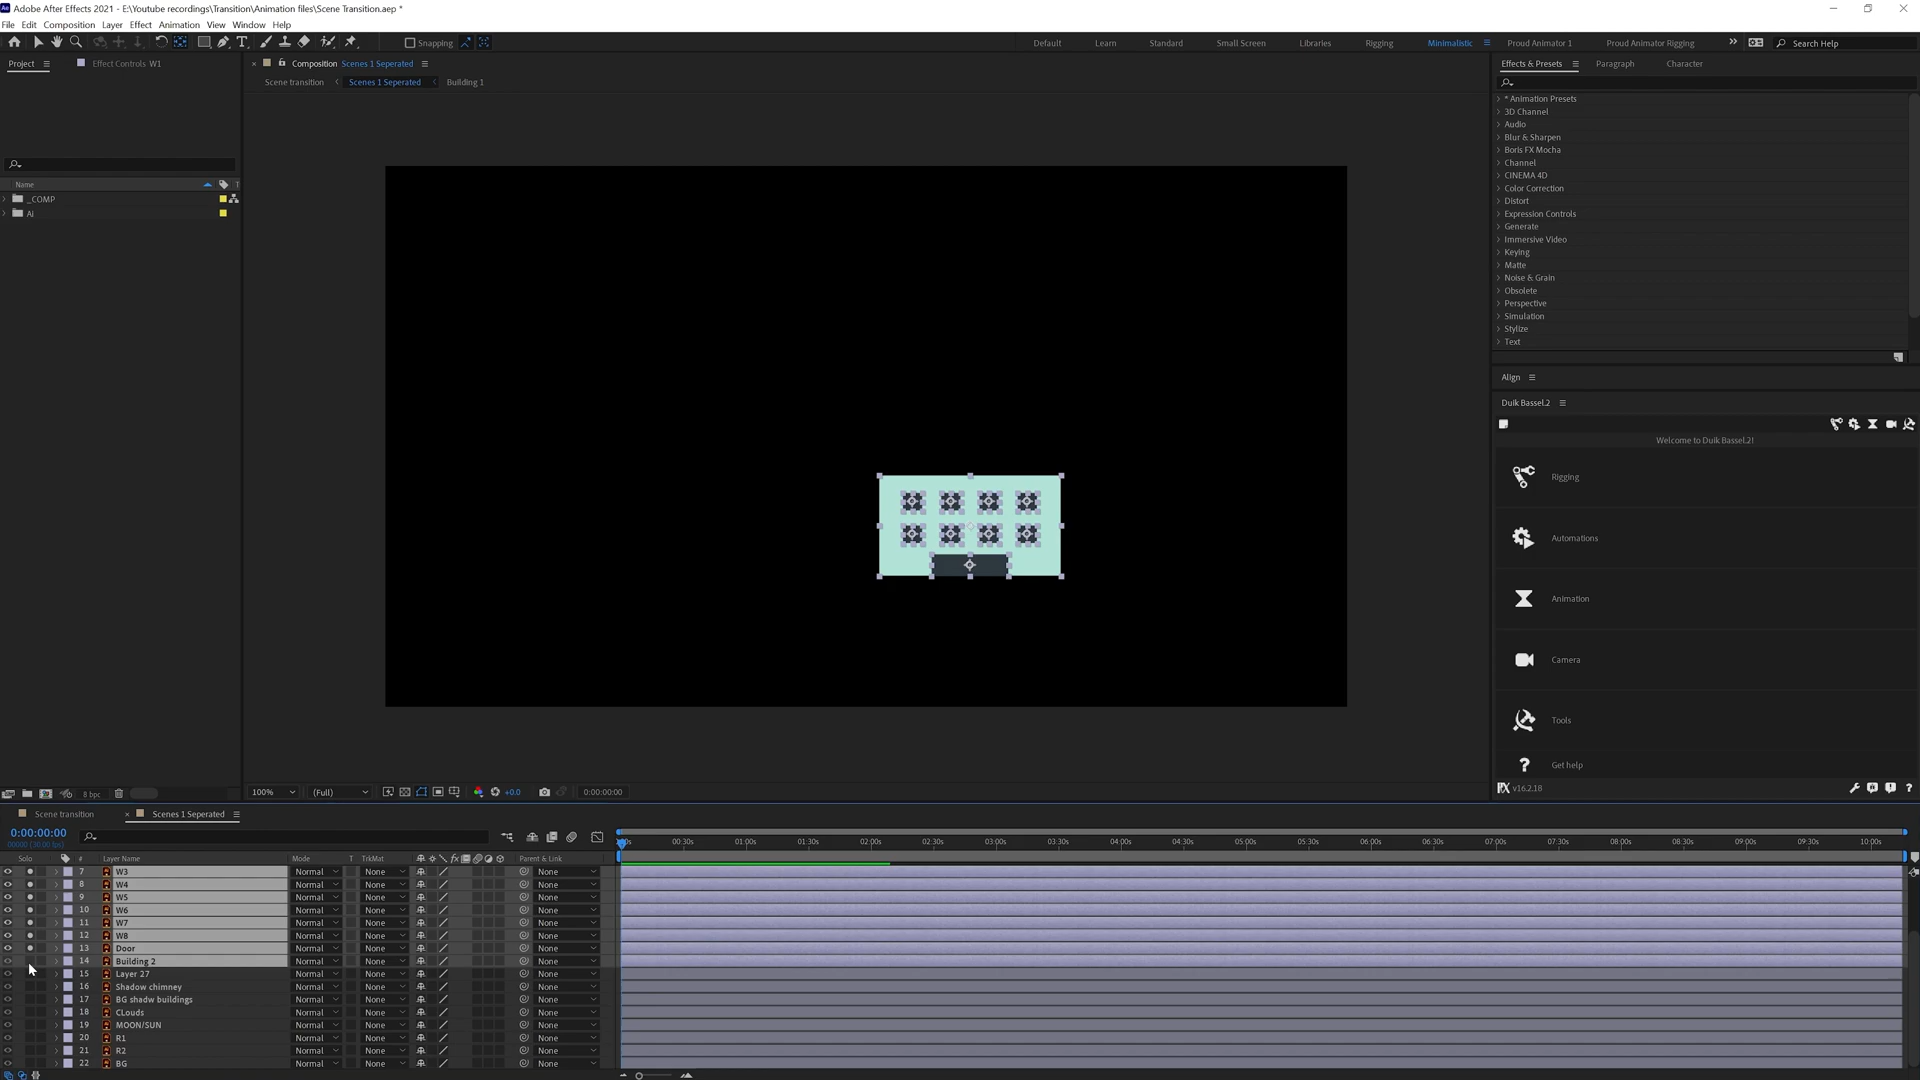 Adobe After Effects 2021 - E:\Youtube recordings\Transition\Animation files\Scene Transition.aep *
File Edit Composition Layer Effect Animation View Window Help
Snapping
Default Learn Standard Small Screen Libraries Rigging Minimalistic Proud Animator 1 Proud Animator Rigging Search Help
Project Effect Controls W1
Composition Scenes 1 Seperated
Scene transition Scenes 1 Seperated Building 1
Name
_COMP
AI
Effects & Presets Paragraph Character
* Animation Presets
3D Channel
Audio
Blur & Sharpen
Boris FX Mocha
Channel
CINEMA 4D
Color Correction
Distort
Expression Controls
Generate
Immersive Video
Keying
Matte
Noise & Grain
Obsolete
Perspective
Simulation
Stylize
Text
Align
Duik Bassel.2
Welcome to Duik Bassel.2!
Rigging
Automations
Animation
Camera
Tools
Get help
v16.2.18
8 bpc
100% (Full) +0.0 0:00:00:00
Scene transition Scenes 1 Seperated
0:00:00:00
00000 (30.00 fps)
00:30s 01:00s 01:30s 02:00s 02:30s 03:00s 03:30s 04:00s 04:30s 05:00s 05:30s 06:00s 06:30s 07:00s 07:30s 08:00s 08:30s 09:00s 09:30s 10:00s
Solo # Layer Name Mode T TrkMat Parent & Link
7 W3 Normal None None
8 W4 Normal None None
9 W5 Normal None None
10 W6 Normal None None
11 W7 Normal None None
12 W8 Normal None None
13 Door Normal None None
14 Building 2 Normal None None
15 Layer 27 Normal None None
16 Shadow chimney Normal None None
17 BG shadw buildings Normal None None
18 CLouds Normal None None
19 MOON/SUN Normal None None
20 R1 Normal None None
21 R2 Normal None None
22 BG Normal None None